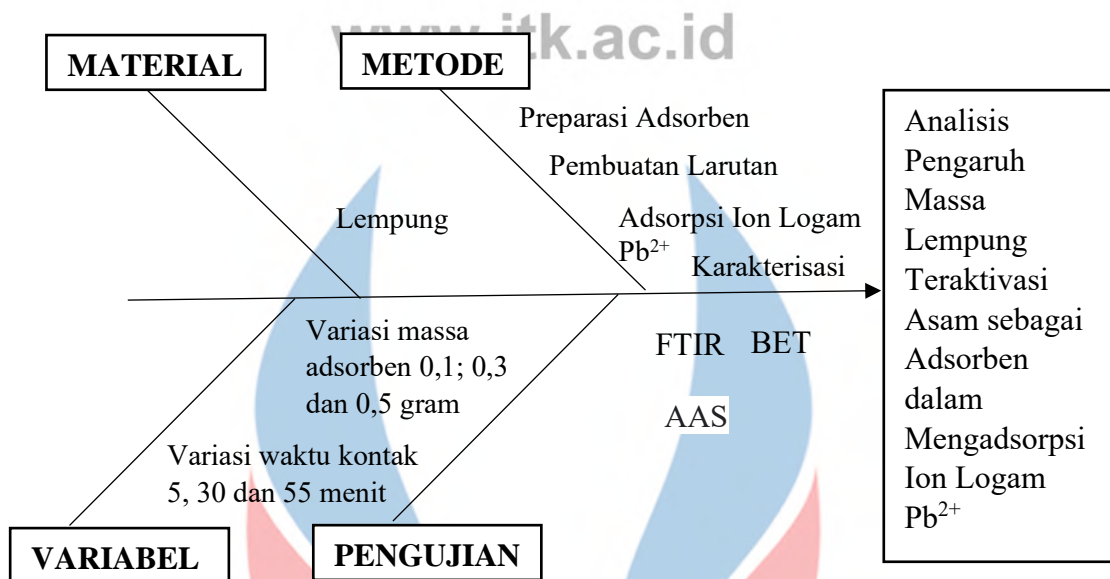 www.itk.ac.id
MATERIAL
METODE
Preparasi Adsorben
Pembuatan Larutan
Lempung
Adsorpsi Ion Logam
Pb²⁺
Karakterisasi
Variasi massa
adsorben 0,1; 0,3
dan 0,5 gram
FTIR BET
AAS
Variasi waktu kontak
5, 30 dan 55 menit
VARIABEL
PENGUJIAN
Analisis
Pengaruh
Massa
Lempung
Teraktivasi
Asam sebagai
Adsorben
dalam
Mengadsorpsi
Ion Logam
Pb²⁺